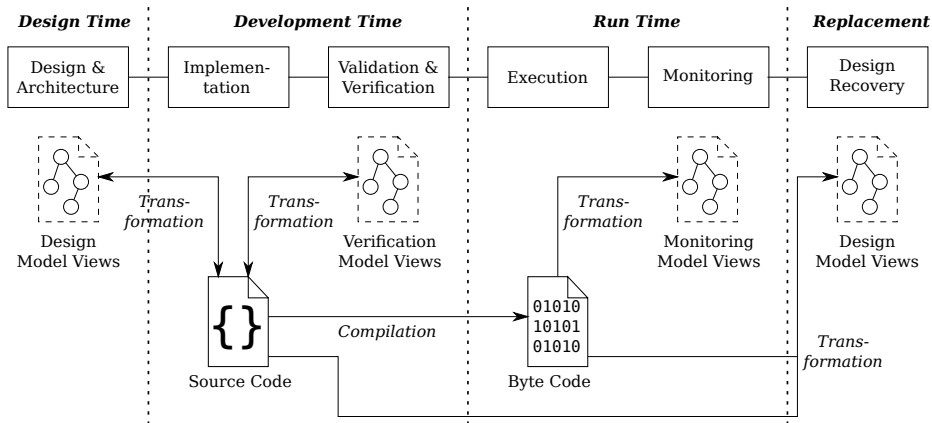 Design Time
Development Time
Run Time
Replacement
Design &
Architecture
Implemen-
tation
Validation &
Verification
Execution
Monitoring
Design
Recovery
Trans-
formation
Trans-
formation
Trans-
formation
Design
Model Views
Verification
Model Views
Monitoring
Model Views
Design
Model Views
{}
01010
10101
01010
Compilation
Trans-
formation
Source Code
Byte Code